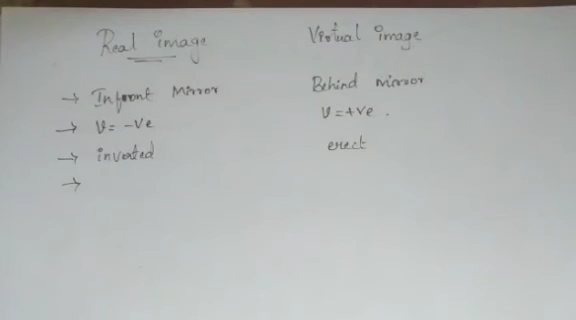 Real image Virtual image
→ Infront Mirror Behind mirror
→ V = -Ve V = +ve .
→ inverted erect
→